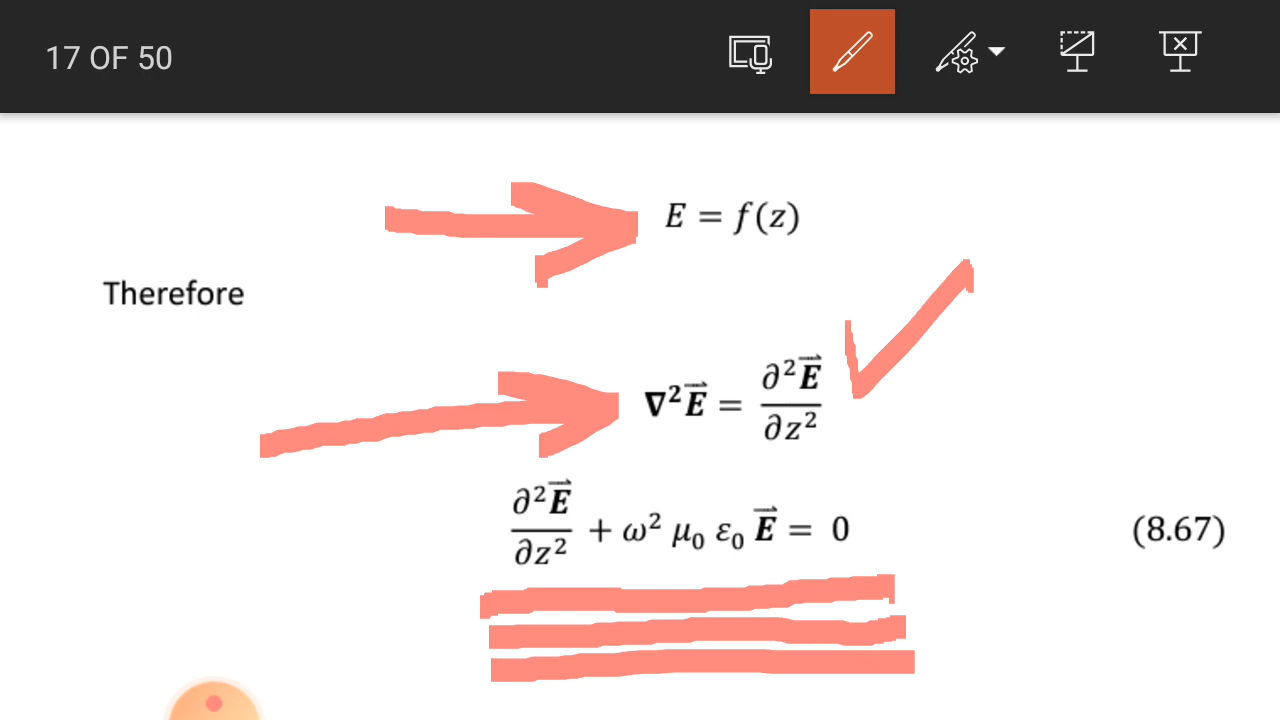 17 OF 50
E = f(z)
Therefore
∇²E⃗ = ∂²E⃗/∂z²
∂²E⃗/∂z² + ω² μ₀ ε₀ E⃗ = 0 (8.67)